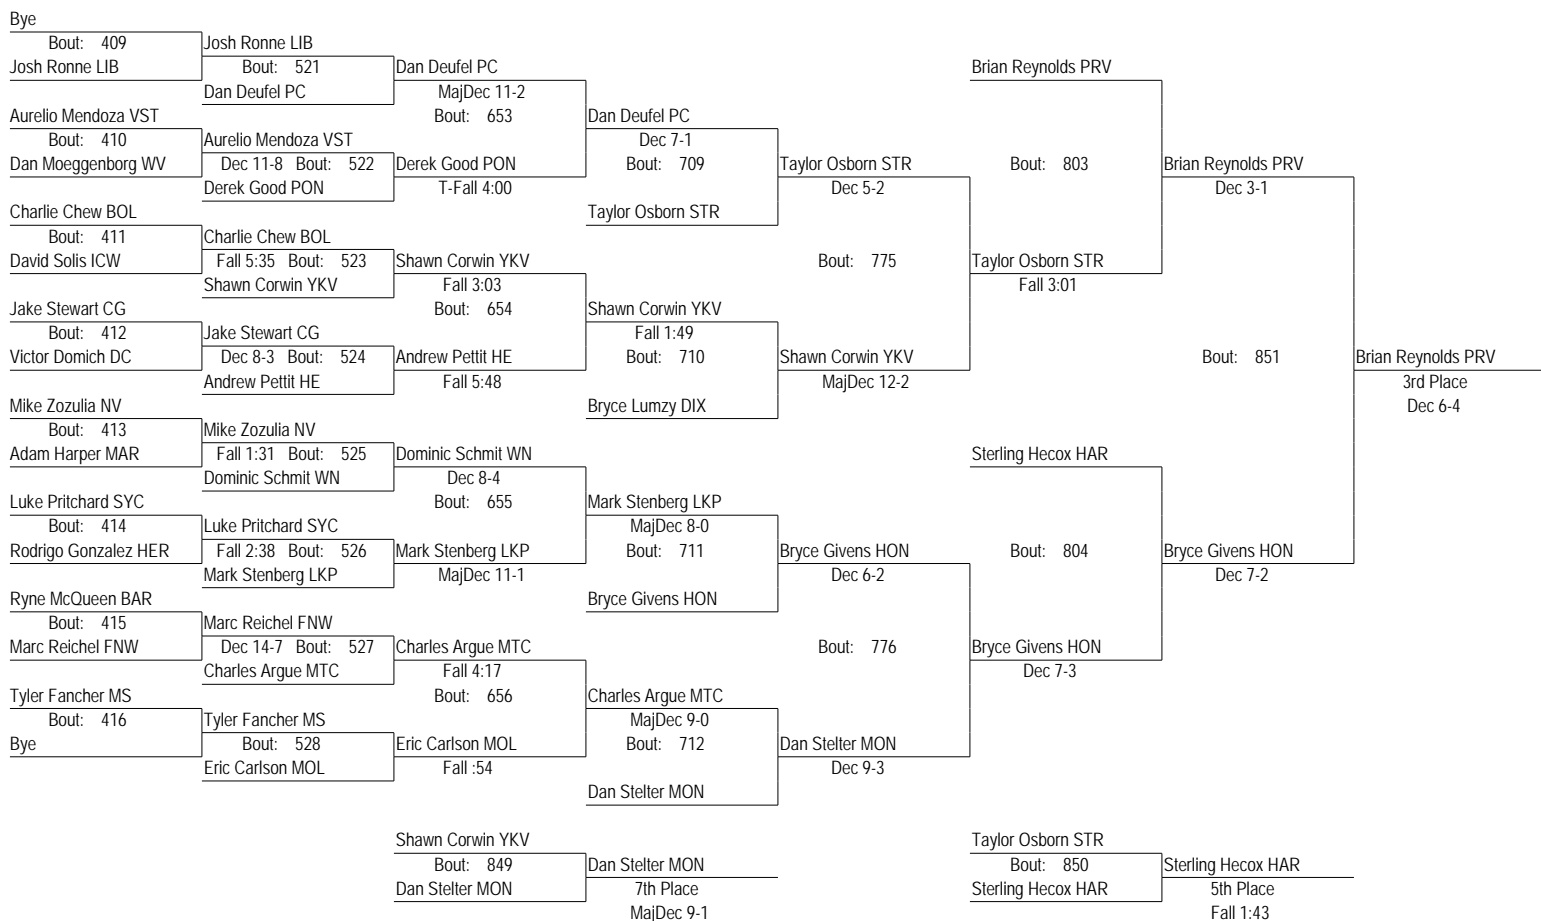 Bye
Bout: 409
Josh Ronne LIB
Josh Ronne LIB
Bout: 521
Dan Deufel PC
Dan Deufel PC
MajDec 11-2
Bout: 653
Aurelio Mendoza VST
Bout: 410
Dan Moeggenborg WV
Aurelio Mendoza VST
Dec 11-8 Bout: 522
Derek Good PON
Derek Good PON
T-Fall 4:00
Dan Deufel PC
Dec 7-1
Bout: 709
Taylor Osborn STR
Taylor Osborn STR
Dec 5-2
Charlie Chew BOL
Bout: 411
David Solis ICW
Charlie Chew BOL
Fall 5:35 Bout: 523
Shawn Corwin YKV
Shawn Corwin YKV
Fall 3:03
Bout: 654
Jake Stewart CG
Bout: 412
Victor Domich DC
Jake Stewart CG
Dec 8-3 Bout: 524
Andrew Pettit HE
Andrew Pettit HE
Fall 5:48
Shawn Corwin YKV
Fall 1:49
Bout: 710
Bryce Lumzy DIX
Shawn Corwin YKV
MajDec 12-2
Bout: 775
Taylor Osborn STR
Fall 3:01
Brian Reynolds PRV
Bout: 803
Brian Reynolds PRV
Dec 3-1
Mike Zozulia NV
Bout: 413
Adam Harper MAR
Mike Zozulia NV
Fall 1:31 Bout: 525
Dominic Schmit WN
Dominic Schmit WN
Dec 8-4
Bout: 655
Luke Pritchard SYC
Bout: 414
Rodrigo Gonzalez HER
Luke Pritchard SYC
Fall 2:38 Bout: 526
Mark Stenberg LKP
Mark Stenberg LKP
MajDec 11-1
Mark Stenberg LKP
MajDec 8-0
Bout: 711
Bryce Givens HON
Bryce Givens HON
Dec 6-2
Ryne McQueen BAR
Bout: 415
Marc Reichel FNW
Marc Reichel FNW
Dec 14-7 Bout: 527
Charles Argue MTC
Charles Argue MTC
Fall 4:17
Bout: 656
Tyler Fancher MS
Bout: 416
Bye
Tyler Fancher MS
Bout: 528
Eric Carlson MOL
Eric Carlson MOL
Fall :54
Charles Argue MTC
MajDec 9-0
Bout: 712
Dan Stelter MON
Dan Stelter MON
Dec 9-3
Bout: 776
Bryce Givens HON
Dec 7-3
Sterling Hecox HAR
Bout: 804
Bryce Givens HON
Dec 7-2
Bout: 851
Brian Reynolds PRV
3rd Place
Dec 6-4
Shawn Corwin YKV
Bout: 849
Dan Stelter MON
Dan Stelter MON
7th Place
MajDec 9-1
Taylor Osborn STR
Bout: 850
Sterling Hecox HAR
Sterling Hecox HAR
5th Place
Fall 1:43